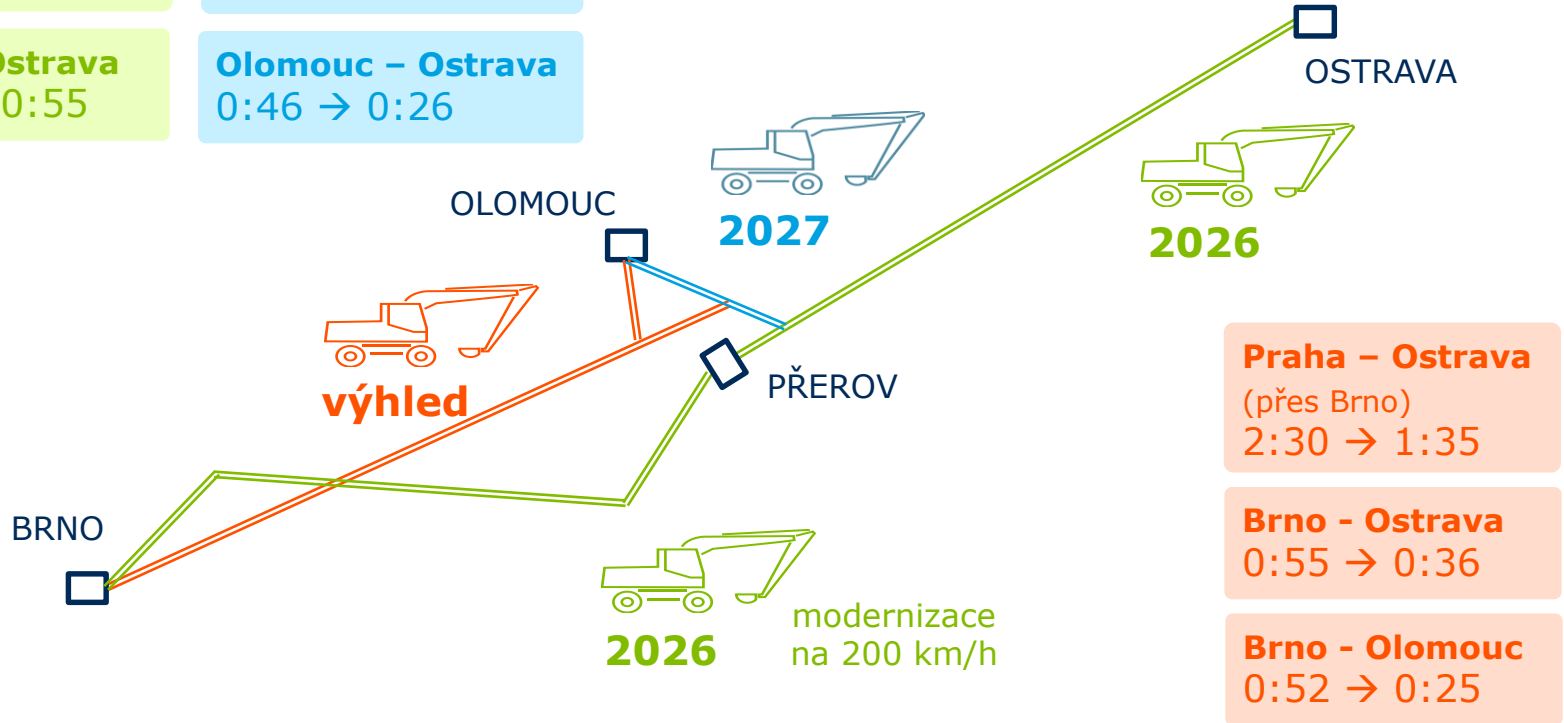 Olomouc – Ostrava
0:46 → 0:26
0:55
OSTRAVA
OLOMOUC
2027
2026
výhled
PŘEROV
BRNO
2026
modernizace
na 200 km/h
Praha – Ostrava
(přes Brno)
2:30 → 1:35
Brno - Ostrava
0:55 → 0:36
Brno - Olomouc
0:52 → 0:25